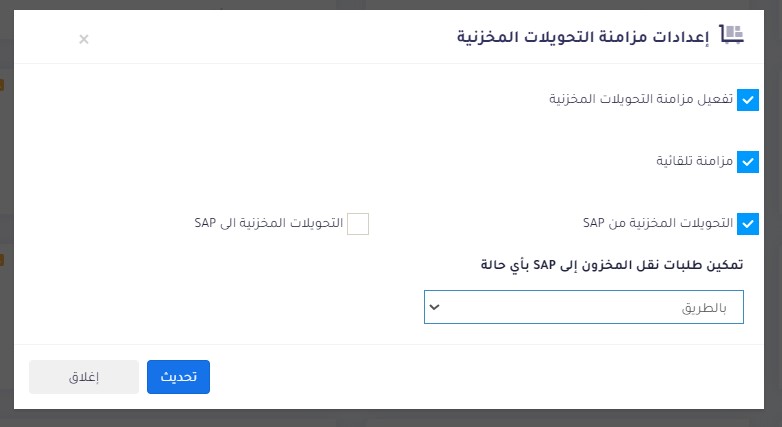 إعدادات مزامنة التحويلات المخزنية ×
تفعيل مزامنة التحويلات المخزنية
مزامنة تلقائية
التحويلات المخزنية من SAP
التحويلات المخزنية الى SAP
تمكين طلبات نقل المخزون إلى SAP بأي حالة
بالطريق
تحديث
إغلاق